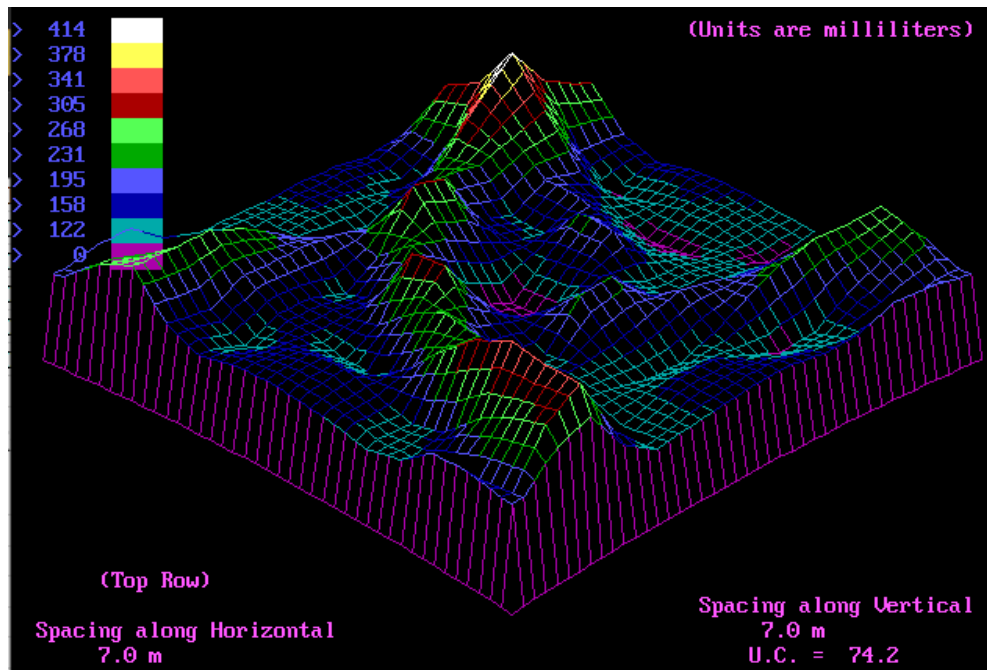 (Units are milliliters)
> 414
> 378
> 341
> 305
> 268
> 231
> 195
> 158
> 122
> 0
(Top Row)
Spacing along Horizontal
7.0 m
Spacing along Vertical
7.0 m
U.C. = 74.2